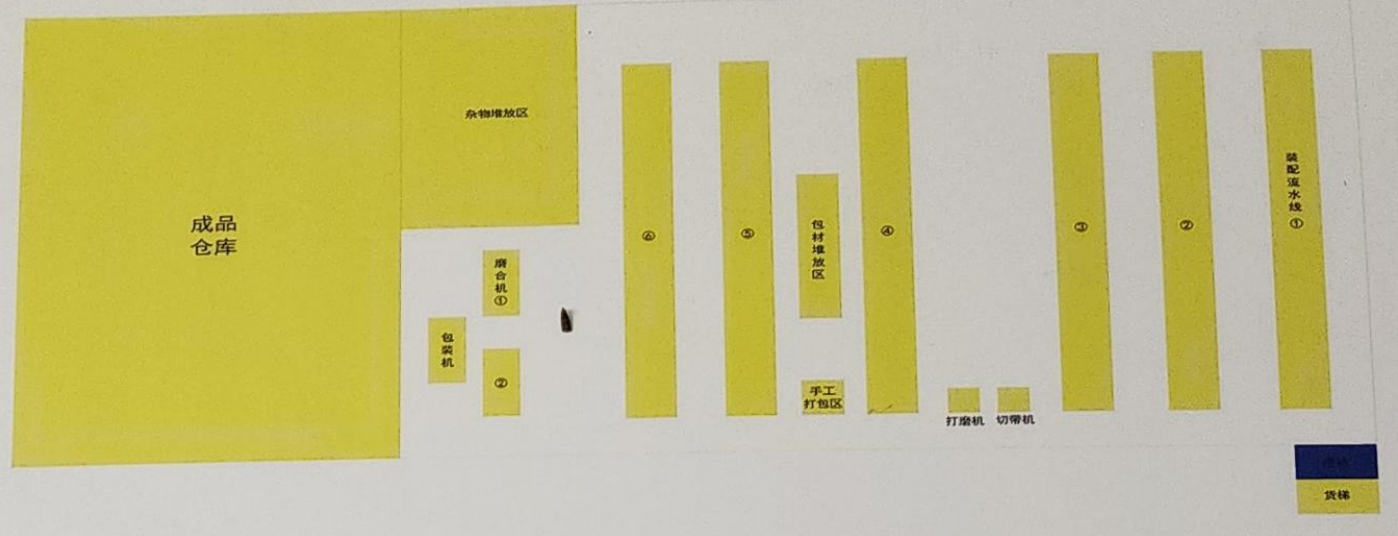 杂物堆放区
成品
仓库
磨合机①
包装机
②
⑥
⑤
包材堆放区
手工
打包区
④
打磨机
切带机
③
②
装配流水线①
货梯